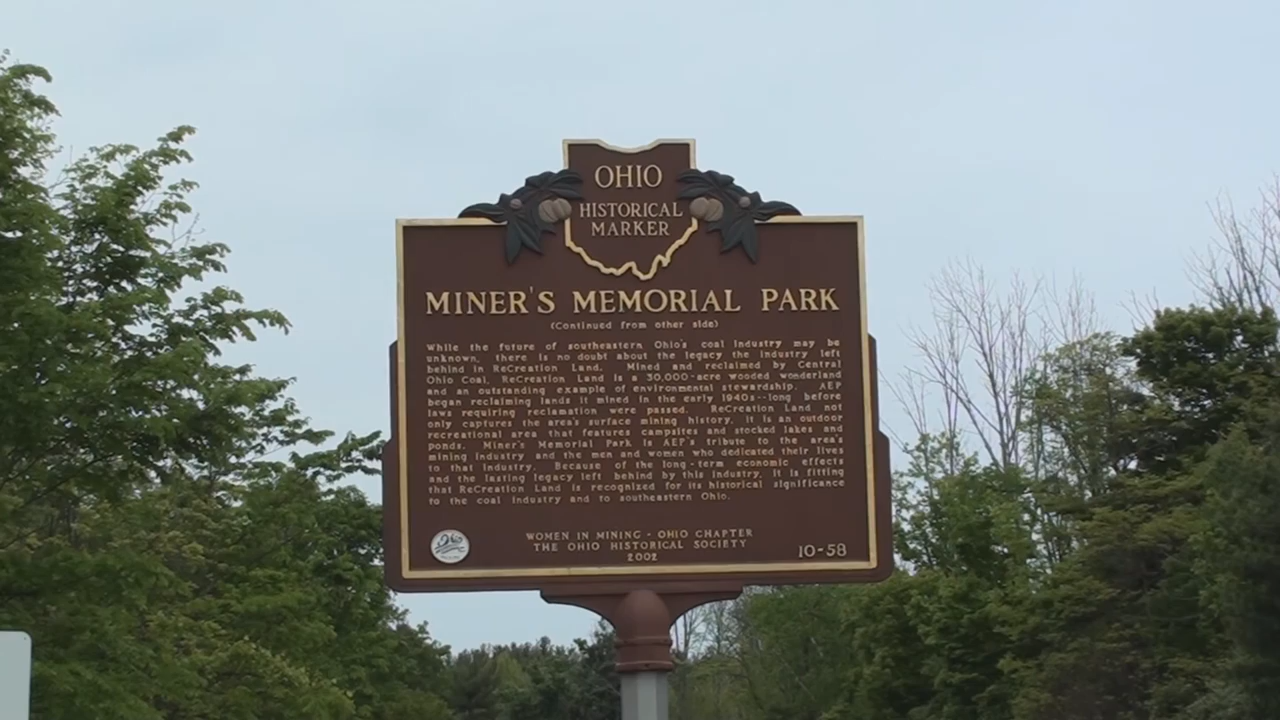 OHIO
HISTORICAL
MARKER
MINER'S MEMORIAL PARK
(Continued from other side)
While the future of southeastern Ohio's coal industry may be
unknown, there is no doubt about the legacy the industry left
behind in ReCreation Land. Mined and reclaimed by Central
Ohio Coal, ReCreation Land is a 30,000-acre wooded wonderland
and an outstanding example of environmental stewardship. AEP
began reclaiming lands it mined in the early 1940s--long before
laws requiring reclamation were passed. ReCreation Land not
only captures the area's surface mining history, it is an outdoor
recreational area that features campsites and stocked lakes and
ponds. Miner's Memorial Park is AEP's tribute to the area's
mining industry and the men and women who dedicated their lives
to that industry. Because of the long-term economic effects
and the lasting legacy left behind by this industry, it is fitting
that ReCreation Land is recognized for its historical significance
to the coal industry and to southeastern Ohio.
WOMEN IN MINING - OHIO CHAPTER
THE OHIO HISTORICAL SOCIETY
2002
10-58